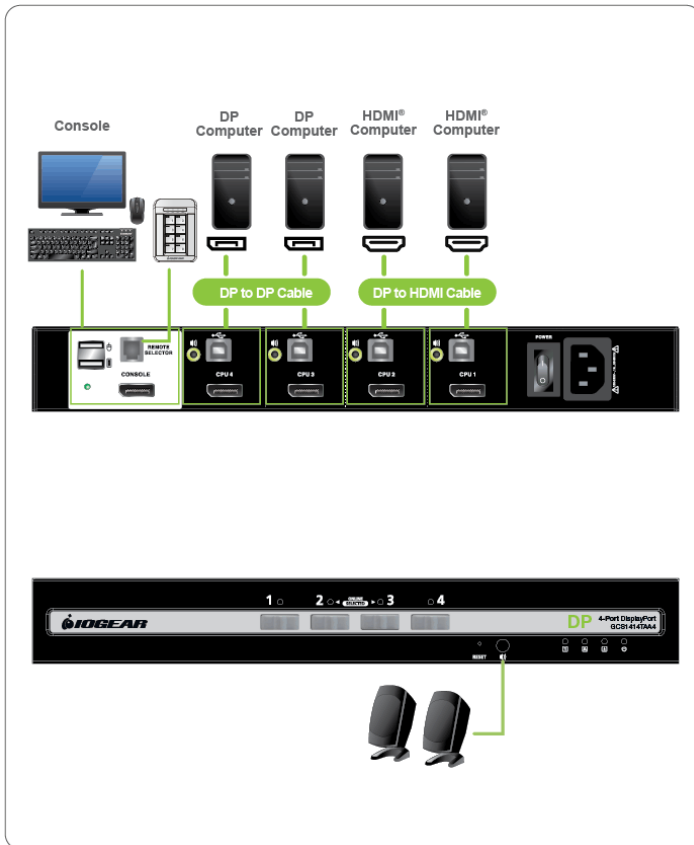 Console
DP
Computer
DP
Computer
HDMI®
Computer
HDMI®
Computer
DP to DP Cable
DP to HDMI Cable
REMOTE
SELECTOR
CONSOLE
CPU 4
CPU 3
CPU 2
CPU 1
POWER
1
2
ONLINE
SELECTED
3
4
IOGEAR
DP
4-Port DisplayPort
GCS1414TAA4
RESET